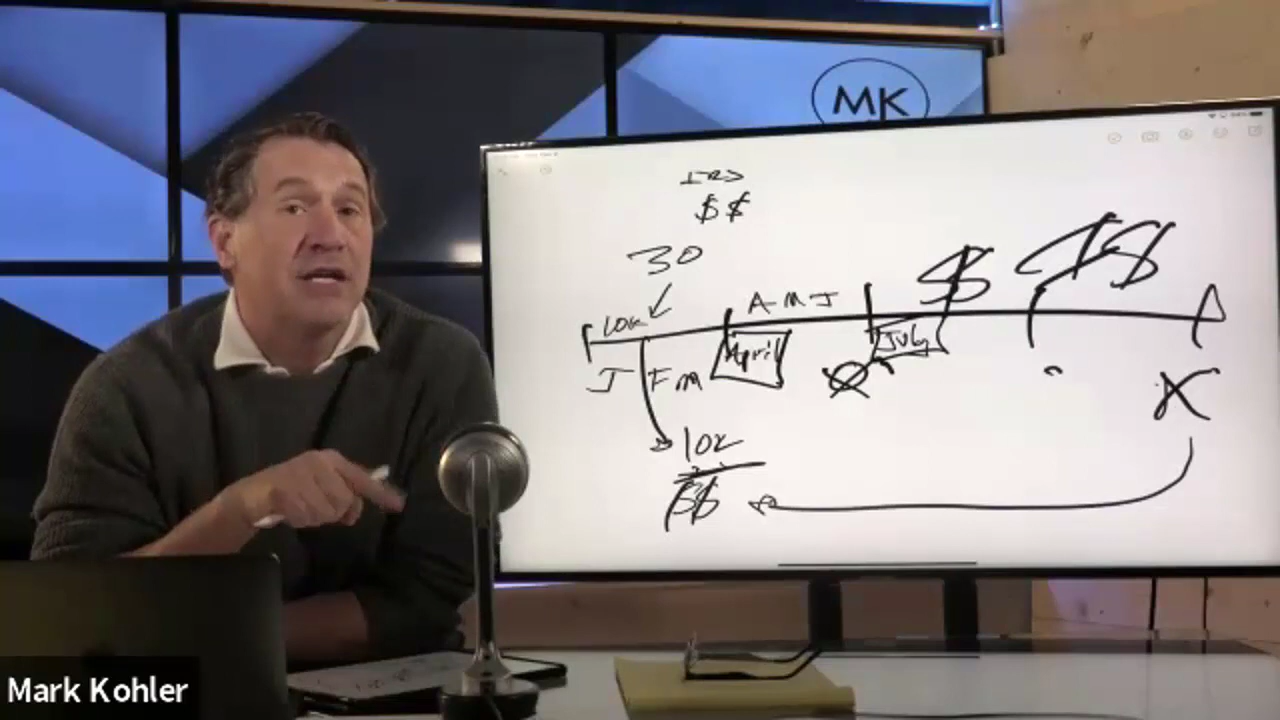 MK
IRS
$$
30
10k
A M J
$
$$
D
April
July
J F M
X
10k
$$
Mark Kohler